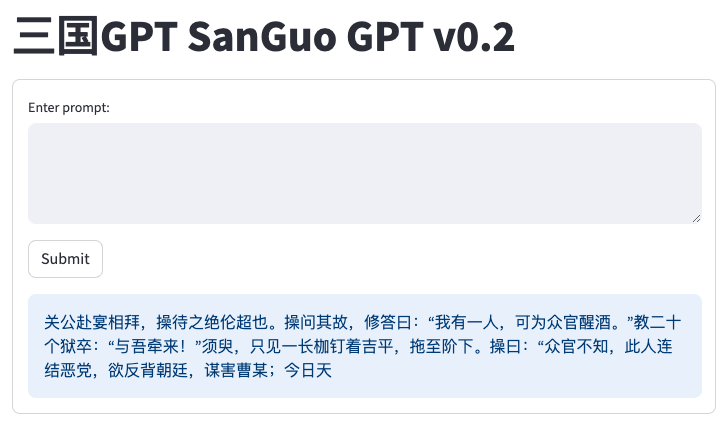 三国GPT SanGuo GPT v0.2
Enter prompt:
Submit
关公赴宴相拜，操待之绝伦超也。操问其故，修答曰：“我有一人，可为众官醒酒。”教二十
个狱卒：“与吾牵来！”须臾，只见一长枷钉着吉平，拖至阶下。操曰：“众官不知，此人连
结恶党，欲反背朝廷，谋害曹某；今日天